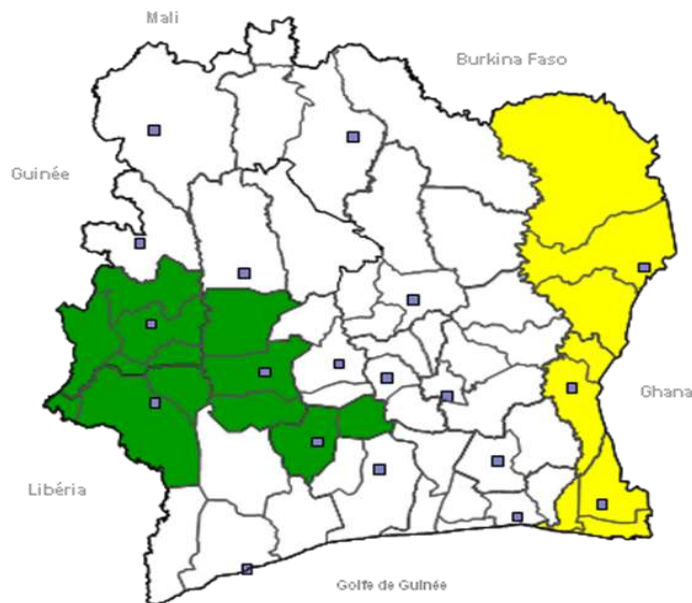 Mali
Burkina Faso
Guinée
Ghana
Libéria
Golfe de Guinée